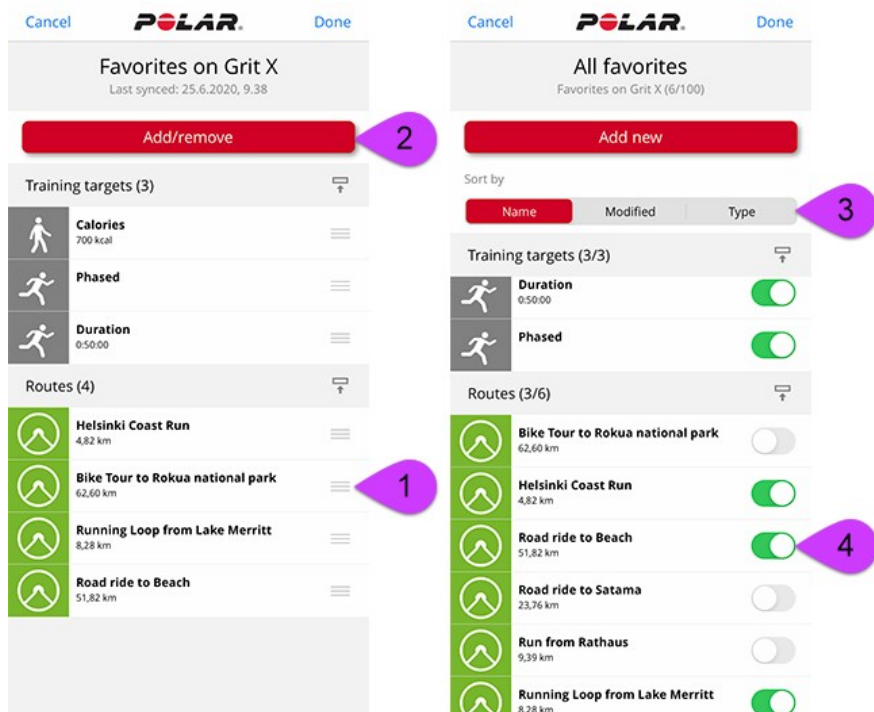 Cancel
POLAR.
Done
Favorites on Grit X
Last synced: 25.6.2020, 9.38
Add/remove
2
Training targets (3)
Calories
700 kcal
Phased
Duration
0:50:00
Routes (4)
Helsinki Coast Run
4,82 km
Bike Tour to Rokua national park
62,60 km
1
Running Loop from Lake Merritt
8,28 km
Road ride to Beach
51,82 km
Cancel
POLAR.
Done
All favorites
Favorites on Grit X (6/100)
Add new
Sort by
Name Modified Type
3
Training targets (3/3)
Duration
0:50:00
Phased
Routes (3/6)
Bike Tour to Rokua national park
62,60 km
Helsinki Coast Run
4,82 km
Road ride to Beach
51,82 km
4
Road ride to Satama
23,76 km
Run from Rathaus
9,39 km
Running Loop from Lake Merritt
8,28 km